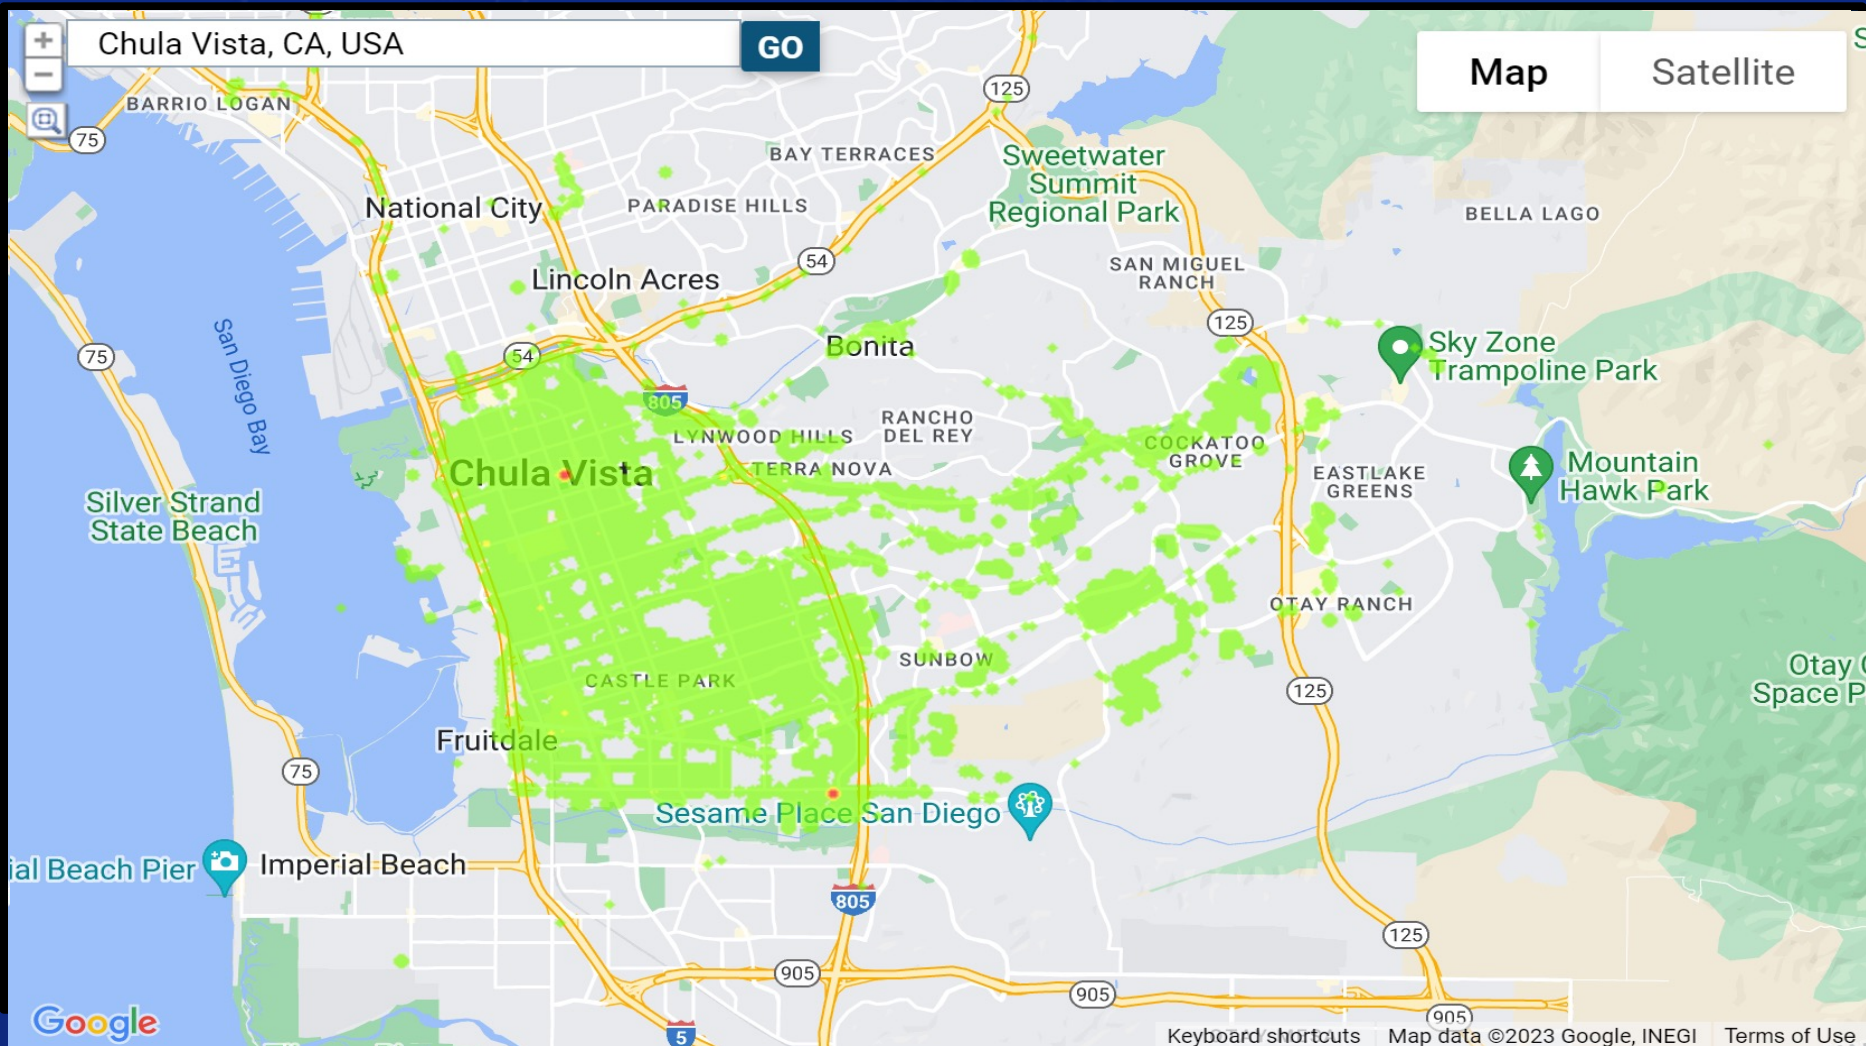 +
Chula Vista, CA, USA
GO
−
Map
Satellite
S
BARRIO LOGAN
75
125
BAY TERRACES
Sweetwater
Summit
Regional Park
National City
PARADISE HILLS
BELLA LAGO
54
Lincoln Acres
SAN MIGUEL
RANCH
125
San Diego Bay
75
54
Bonita
Sky Zone
Trampoline Park
805
RANCHO
DEL REY
LYNWOOD HILLS
COCKATOO
GROVE
Chula Vista
TERRA NOVA
EASTLAKE
GREENS
Mountain
Hawk Park
Silver Strand
State Beach
OTAY RANCH
SUNBOW
CASTLE PARK
Otay
Space P
125
Fruitdale
75
Sesame Place San Diego
ial Beach Pier
Imperial Beach
805
125
905
905
905
Google
5
Keyboard shortcuts
Map data ©2023 Google, INEGI
Terms of Use